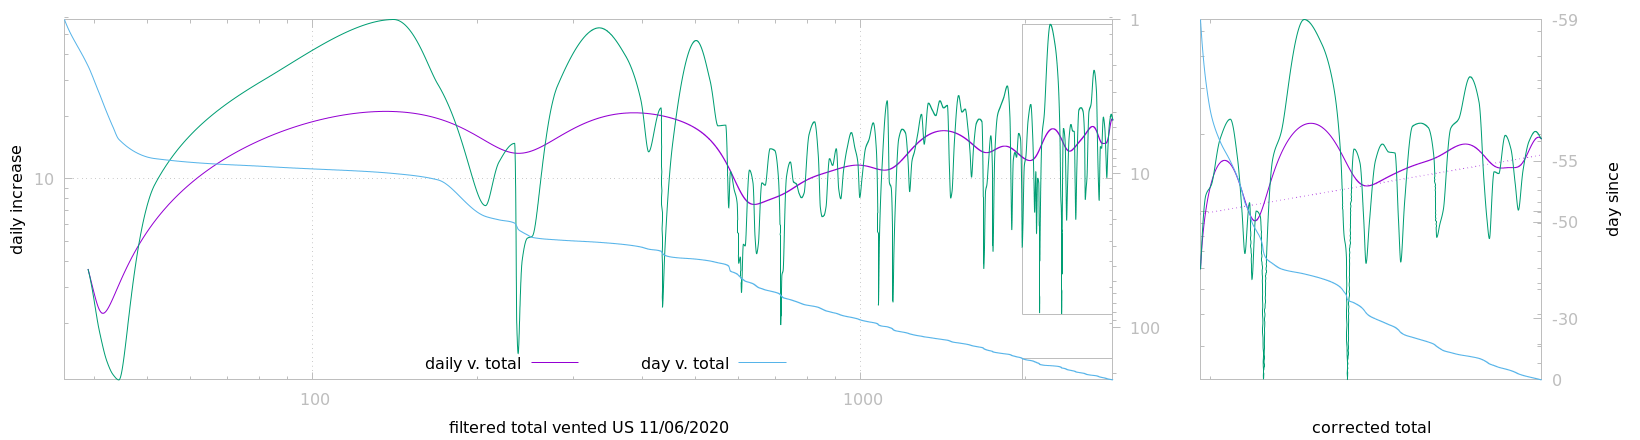 1
-59
daily increase
10
10
-55
-50
day since
100
-30
daily v. total
day v. total
0
100
1000
filtered total vented US 11/06/2020
corrected total